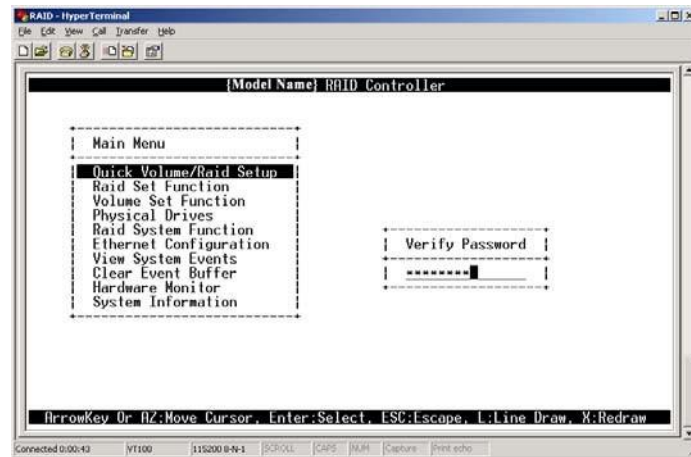 RAID - HyperTerminal
File Edit View Call Transfer Help
{Model Name} RAID Controller
Main Menu
Quick Volume/Raid Setup
Raid Set Function
Volume Set Function
Physical Drives
Raid System Function
Ethernet Configuration
View System Events
Clear Event Buffer
Hardware Monitor
System Information
Verify Password
********
ArrowKey Or AZ:Move Cursor, Enter:Select, ESC:Escape, L:Line Draw, X:Redraw
Connected 0:00:43 VT100 115200 8-N-1 SCROLL CAPS NUM Capture Print echo